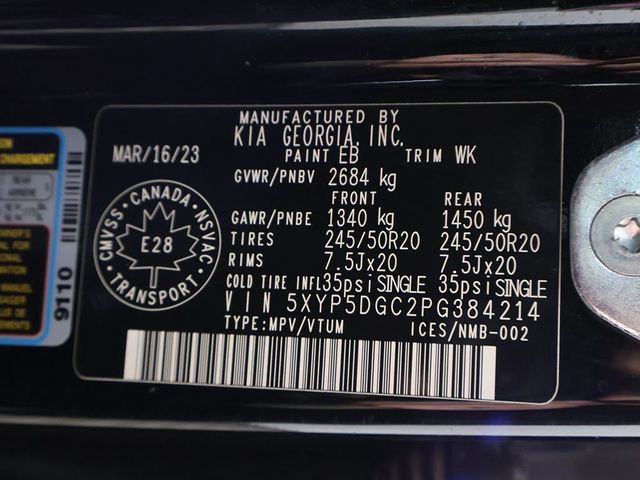 MANUFACTURED BY
KIA GEORGIA, INC.
MAR/16/23
PAINT EB TRIM WK
GVWR/PNBV 2684 kg
FRONT REAR
GAWR/PNBE 1340 kg 1450 kg
TIRES 245/50R20 245/50R20
RIMS 7.5Jx20 7.5Jx20
COLD TIRE INFL 35psi SINGLE 35psi SINGLE
VIN 5XYP5DGC2PG384214
TYPE:MPV/VTUM ICES/NMB-002
CANADA
CMVSS NSVAC
E28
TRANSPORT
9110